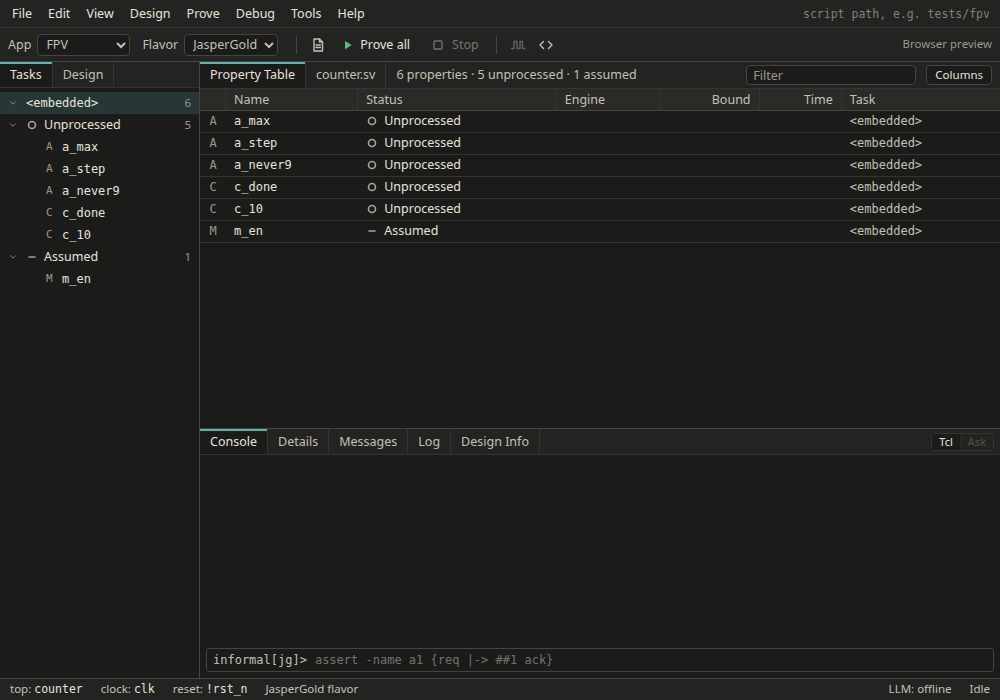 File Edit View Design Prove Debug Tools Help script path, e.g. tests/fpv
App FPV Flavor JasperGold Prove all Stop Browser preview
Tasks Design Property Table counter.sv 6 properties · 5 unprocessed · 1 assumed Filter Columns
<embedded> 6
Unprocessed 5
A a_max
A a_step
A a_never9
C c_done
C c_10
Assumed 1
M m_en
Name Status Engine Bound Time Task
A a_max Unprocessed <embedded>
A a_step Unprocessed <embedded>
A a_never9 Unprocessed <embedded>
C c_done Unprocessed <embedded>
C c_10 Unprocessed <embedded>
M m_en Assumed <embedded>
Console Details Messages Log Design Info Tcl Ask
informal[jg]> assert -name a1 {req |-> ##1 ack}
top: counter clock: clk reset: !rst_n JasperGold flavor LLM: offline Idle